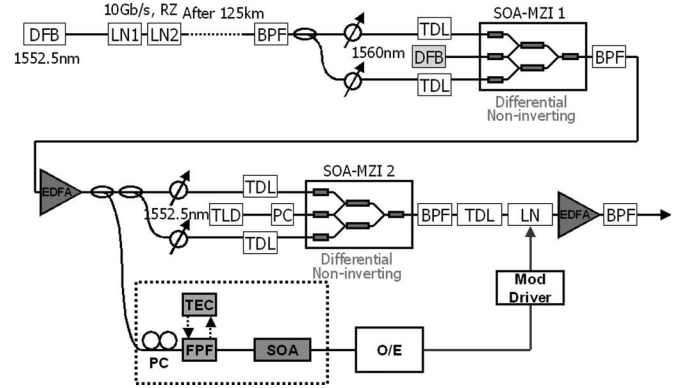 10Gb/s, RZ After 125km
DFB
LN1
LN2
BPF
1552.5nm
TDL
1560nm
DFB
TDL
SOA-MZI 1
BPF
Differential
Non-inverting
EDFA
1552.5nm
TDL
TLD
PC
TDL
SOA-MZI 2
Differential
Non-inverting
BPF
TDL
LN
EDFA
BPF
Mod
Driver
TEC
PC
FPF
SOA
O/E